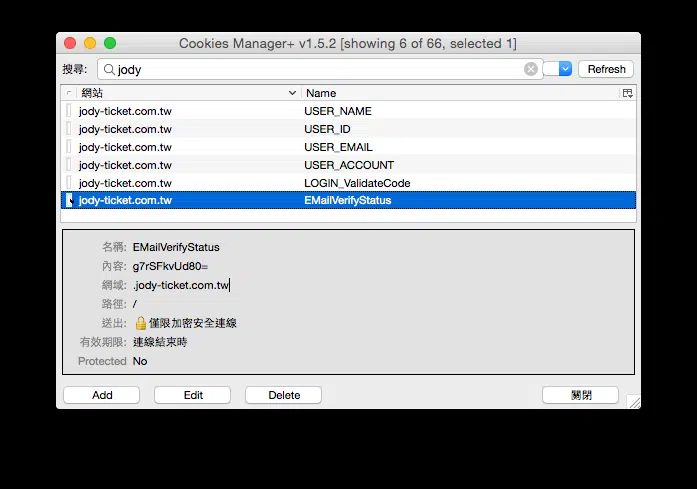 Cookies Manager+ v1.5.2 [showing 6 of 66, selected 1]
搜尋: jody Refresh
網站 Name
jody-ticket.com.tw USER_NAME
jody-ticket.com.tw USER_ID
jody-ticket.com.tw USER_EMAIL
jody-ticket.com.tw USER_ACCOUNT
jody-ticket.com.tw LOGIN_ValidateCode
jody-ticket.com.tw EMailVerifyStatus
名稱: EMailVerifyStatus
內容: g7rSFkvUd80=
網域: .jody-ticket.com.tw
路徑: /
送出: 僅限加密安全連線
有效期限: 連線結束時
Protected No
Add Edit Delete 關閉